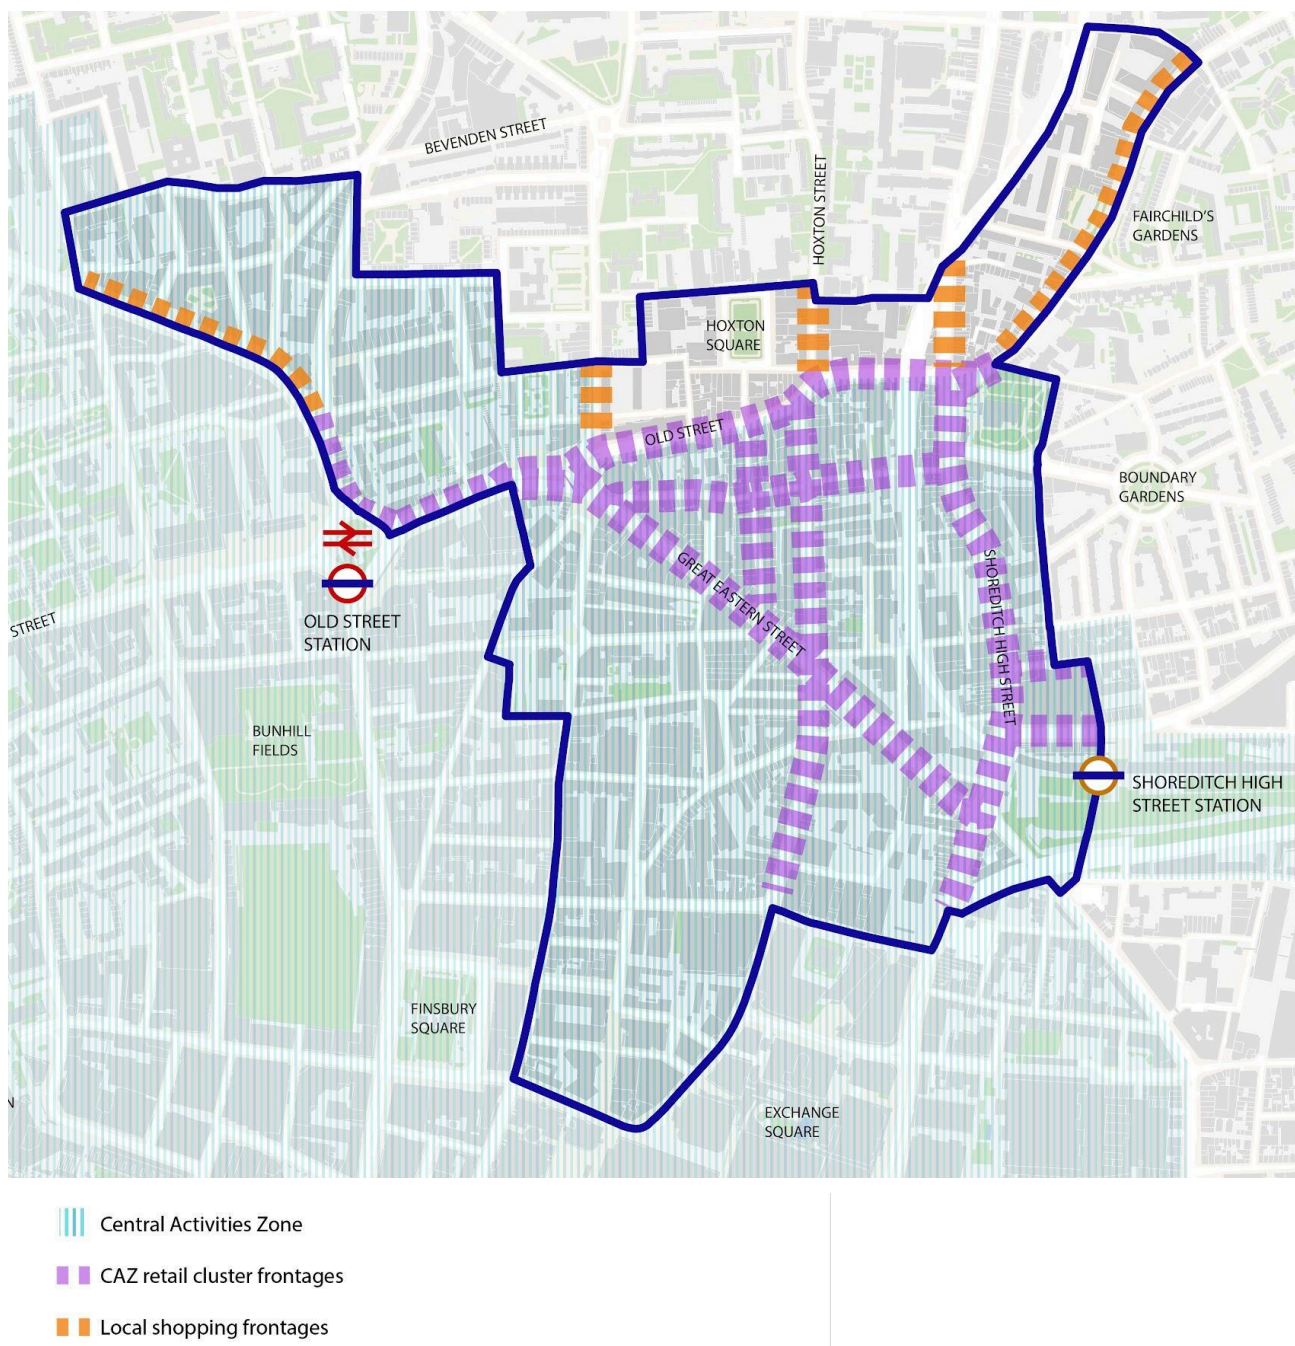 BEVENDEN STREET
HOXTON STREET
FAIRCHILD'S
GARDENS
HOXTON
SQUARE
OLD STREET
BOUNDARY
GARDENS
GREAT EASTERN STREET
SHOREDITCH HIGH STREET
OLD STREET
STATION
STREET
BUNHILL
FIELDS
SHOREDITCH HIGH
STREET STATION
FINSBURY
SQUARE
N
EXCHANGE
SQUARE
Central Activities Zone
CAZ retail cluster frontages
Local shopping frontages